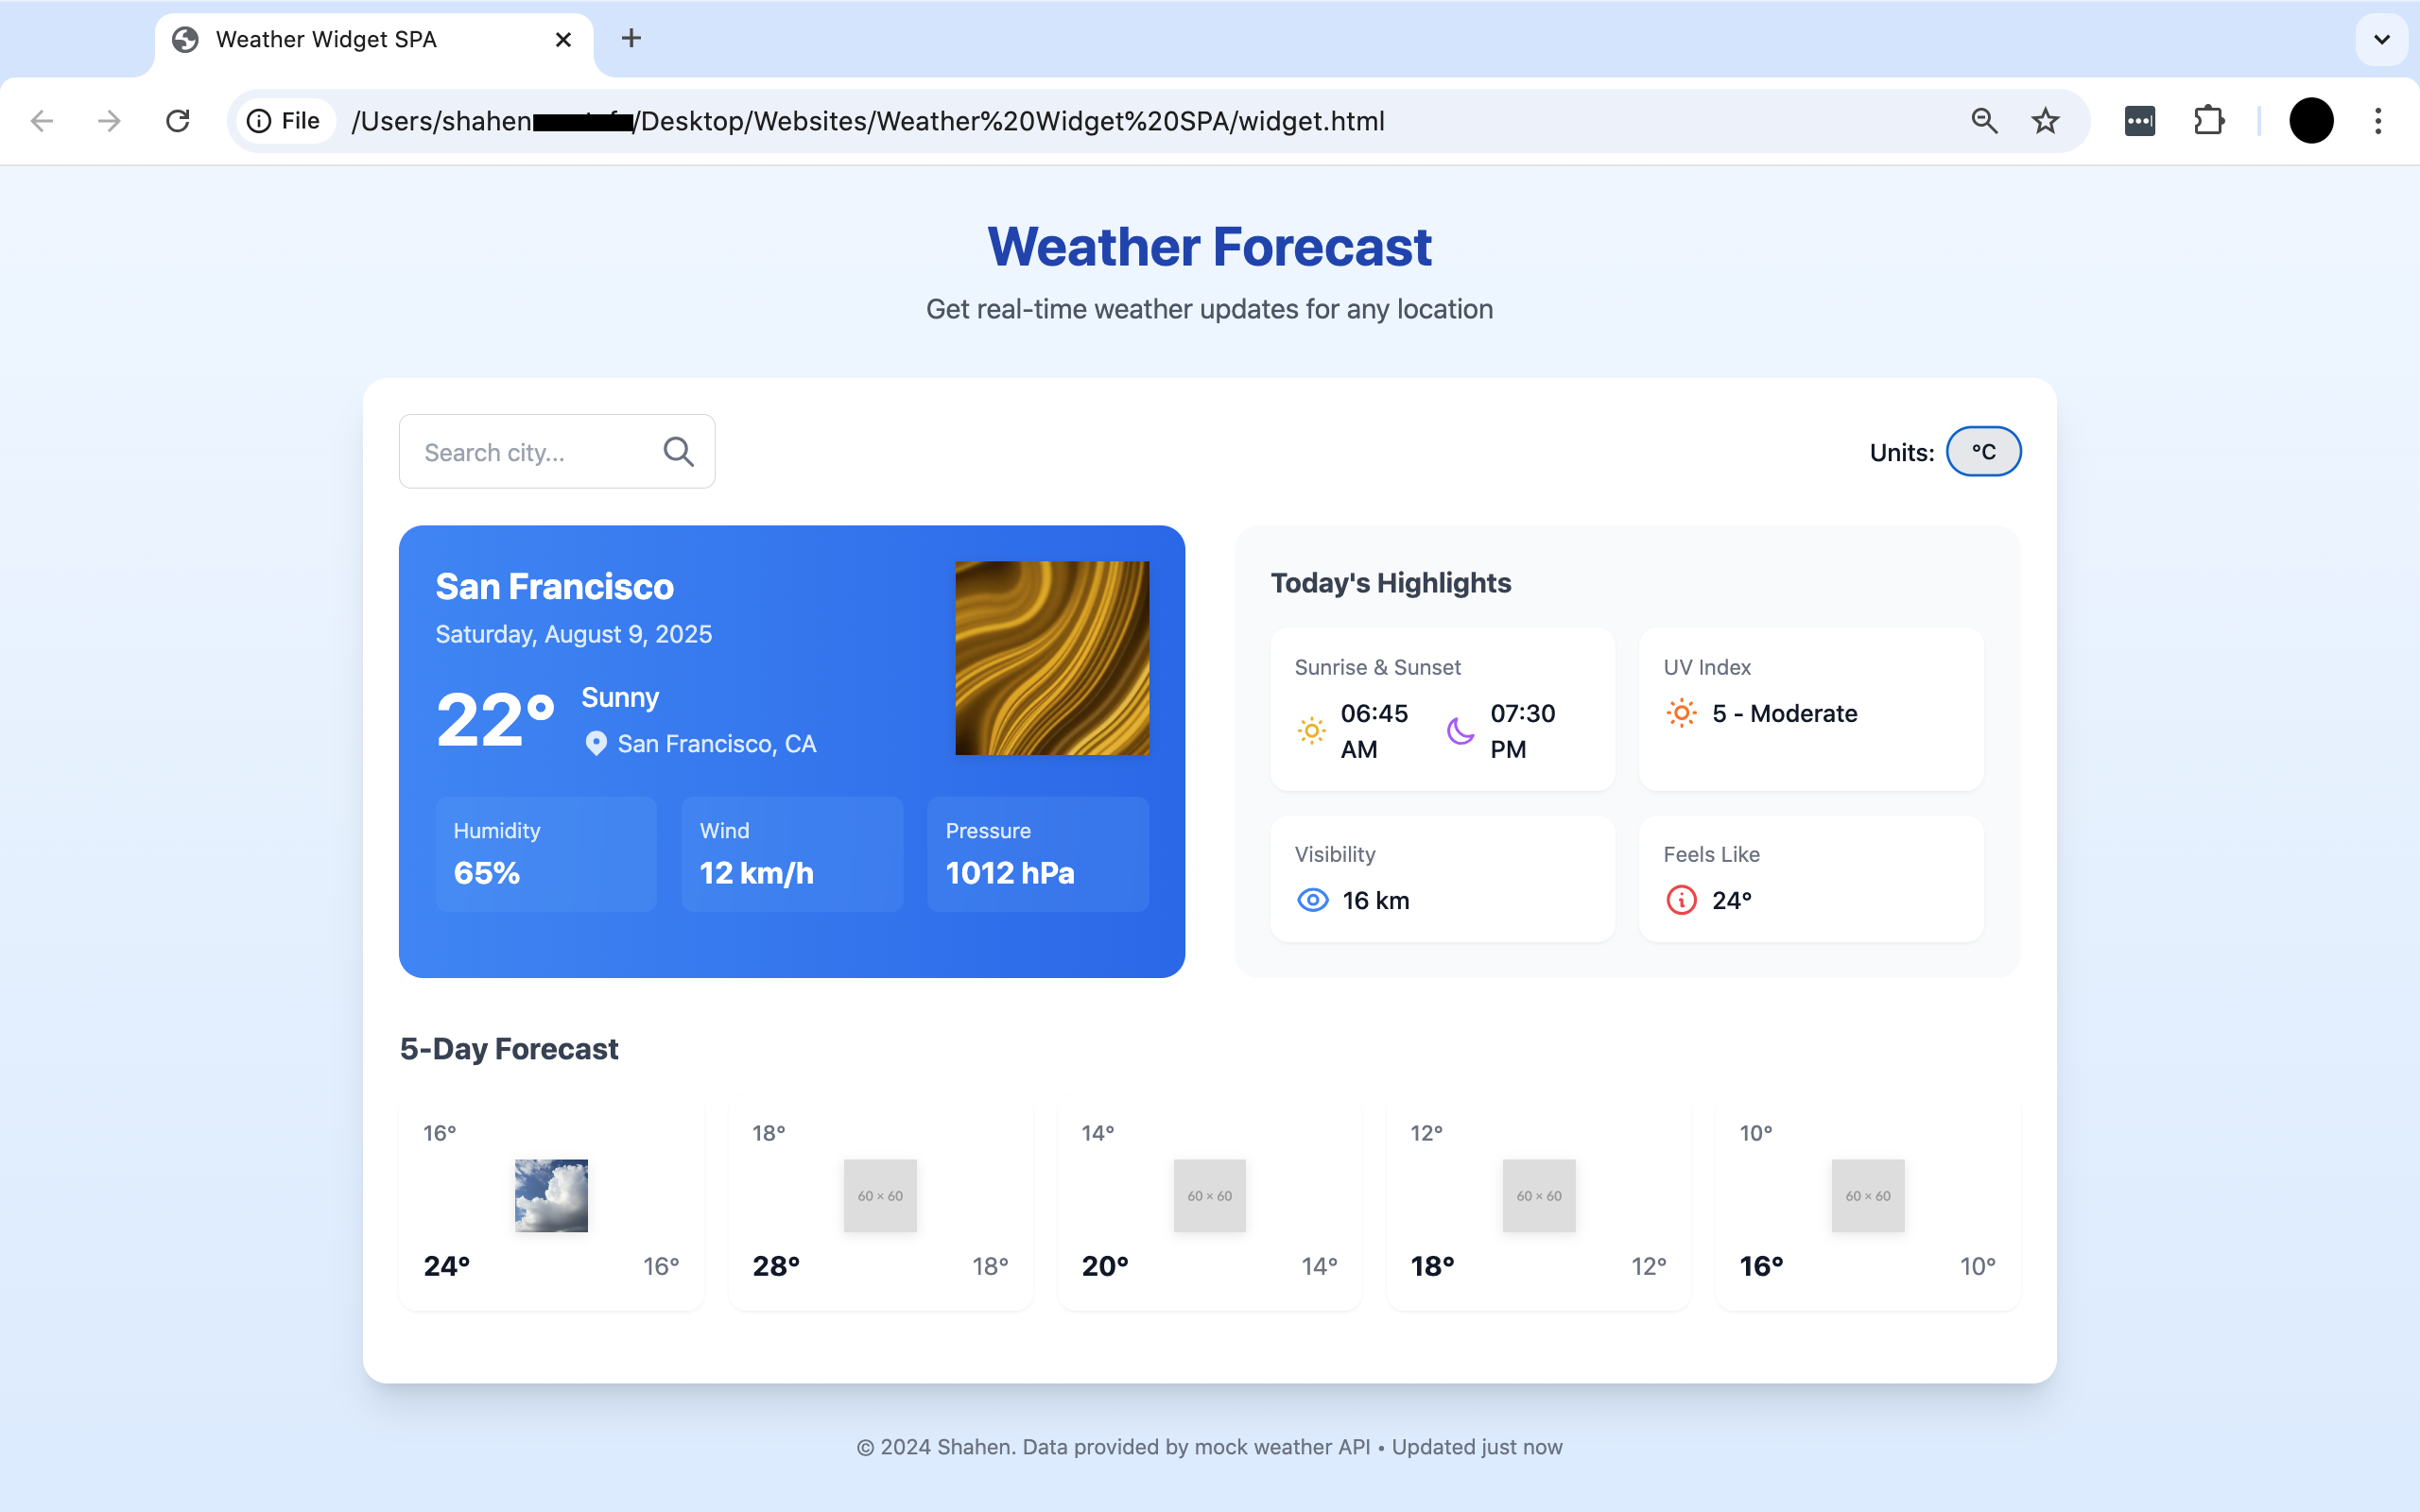 Weather Widget SPA
File /Users/shahen /Desktop/Websites/Weather%20Widget%20SPA/widget.html
Weather Forecast
Get real-time weather updates for any location
Search city...
Units: °C
San Francisco
Saturday, August 9, 2025
22°
Sunny
San Francisco, CA
Humidity
65%
Wind
12 km/h
Pressure
1012 hPa
Today's Highlights
Sunrise & Sunset
06:45
AM
07:30
PM
UV Index
5 - Moderate
Visibility
16 km
Feels Like
24°
5-Day Forecast
16°
24° 16°
18°
60 × 60
28° 18°
14°
60 × 60
20° 14°
12°
60 × 60
18° 12°
10°
60 × 60
16° 10°
© 2024 Shahen. Data provided by mock weather API • Updated just now